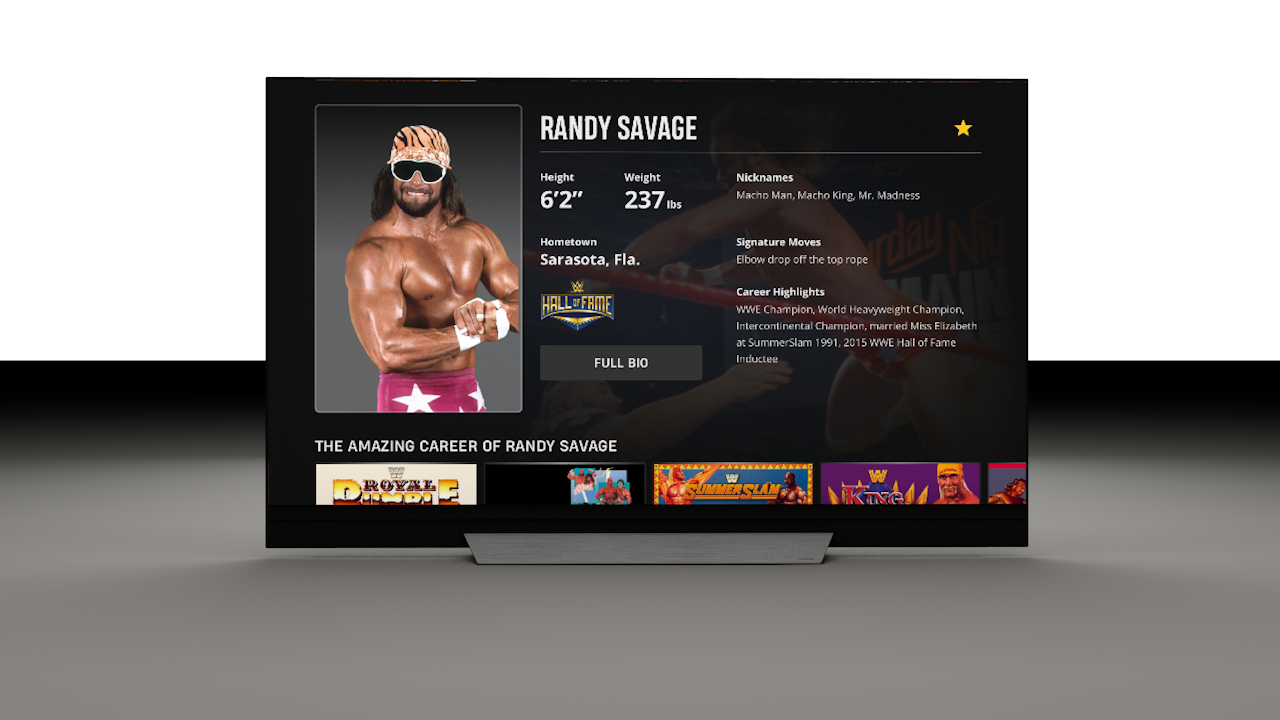 RANDY SAVAGE
Height
6’2”
Weight
237 lbs
Hometown
Sarasota, Fla.
HALL OF FAME
FULL BIO
Nicknames
Macho Man, Macho King, Mr. Madness
Signature Moves
Elbow drop off the top rope
Career Highlights
WWE Champion, World Heavyweight Champion,
Intercontinental Champion, married Miss Elizabeth
at SummerSlam 1991, 2015 WWE Hall of Fame
Inductee
THE AMAZING CAREER OF RANDY SAVAGE
ROYAL
RUMBLE
SUMMERSLAM
KING